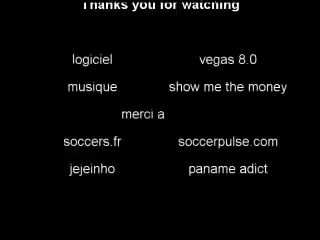 Thanks you for watching
logiciel vegas 8.0
musique show me the money
merci a
soccers.fr soccerpulse.com
jejeinho paname adict